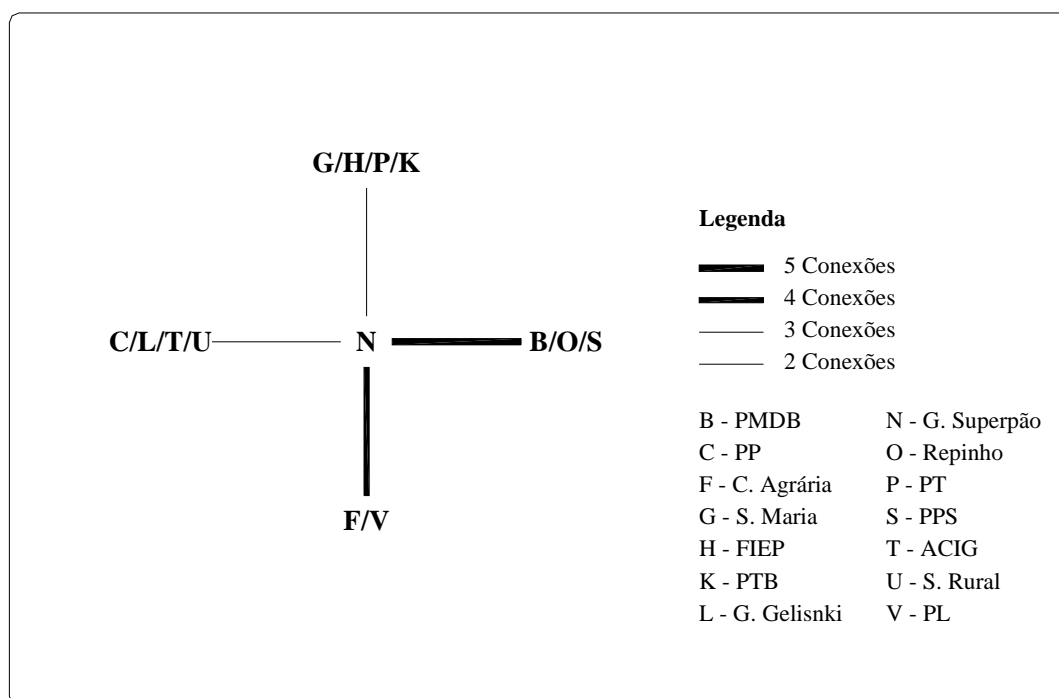 G/H/P/K
C/L/T/U N B/O/S
F/V
Legenda
5 Conexões
4 Conexões
3 Conexões
2 Conexões
B - PMDB N - G. Superpão
C - PP O - Repinho
F - C. Agrária P - PT
G - S. Maria S - PPS
H - FIEP T - ACIG
K - PTB U - S. Rural
L - G. Gelisnki V - PL